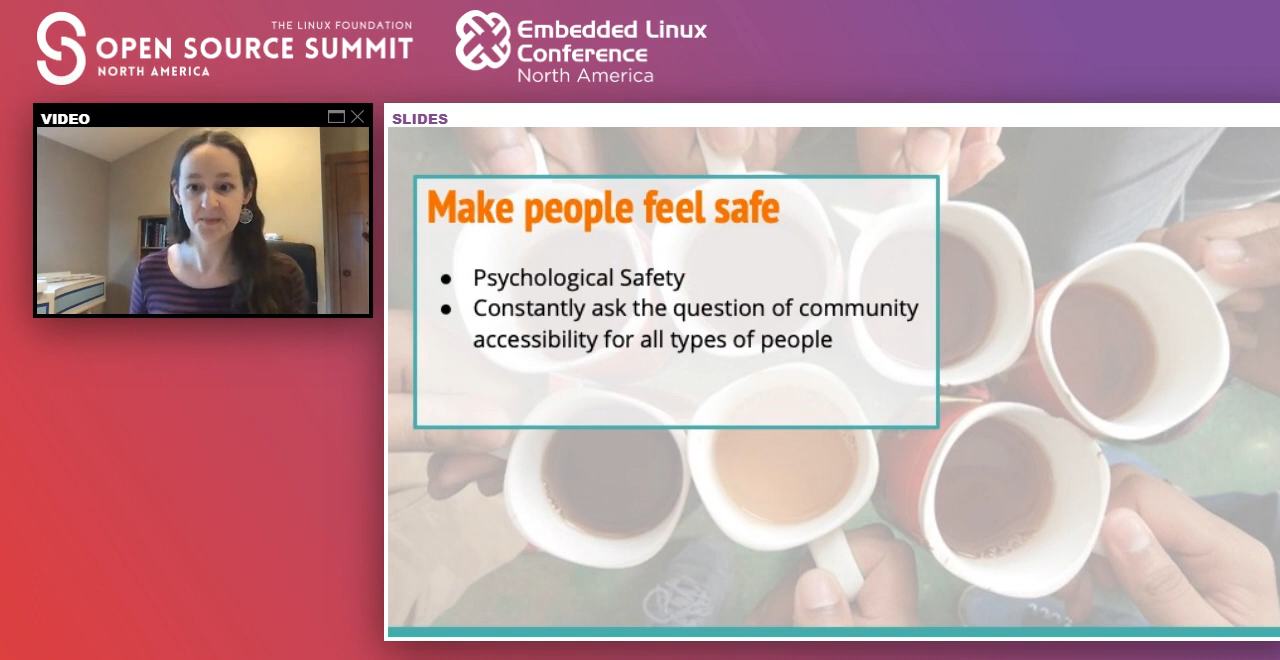 THE LINUX FOUNDATION
OPEN SOURCE SUMMIT
NORTH AMERICA
Embedded Linux
Conference
North America
VIDEO
SLIDES
Make people feel safe
● Psychological Safety
● Constantly ask the question of community
accessibility for all types of people